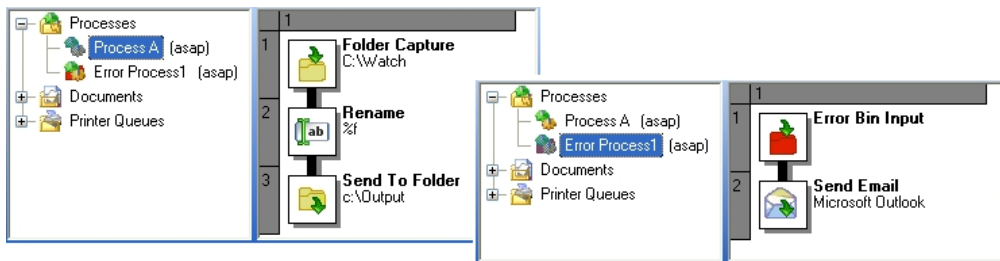 Processes
Process A (asap)
Error Process1 (asap)
Documents
Printer Queues
1
1
Folder Capture
C:\Watch
2
ab
Rename
%f
3
Send To Folder
c:\Output
Processes
Process A (asap)
Error Process1 (asap)
Documents
Printer Queues
1
1
Error Bin Input
2
Send Email
Microsoft Outlook